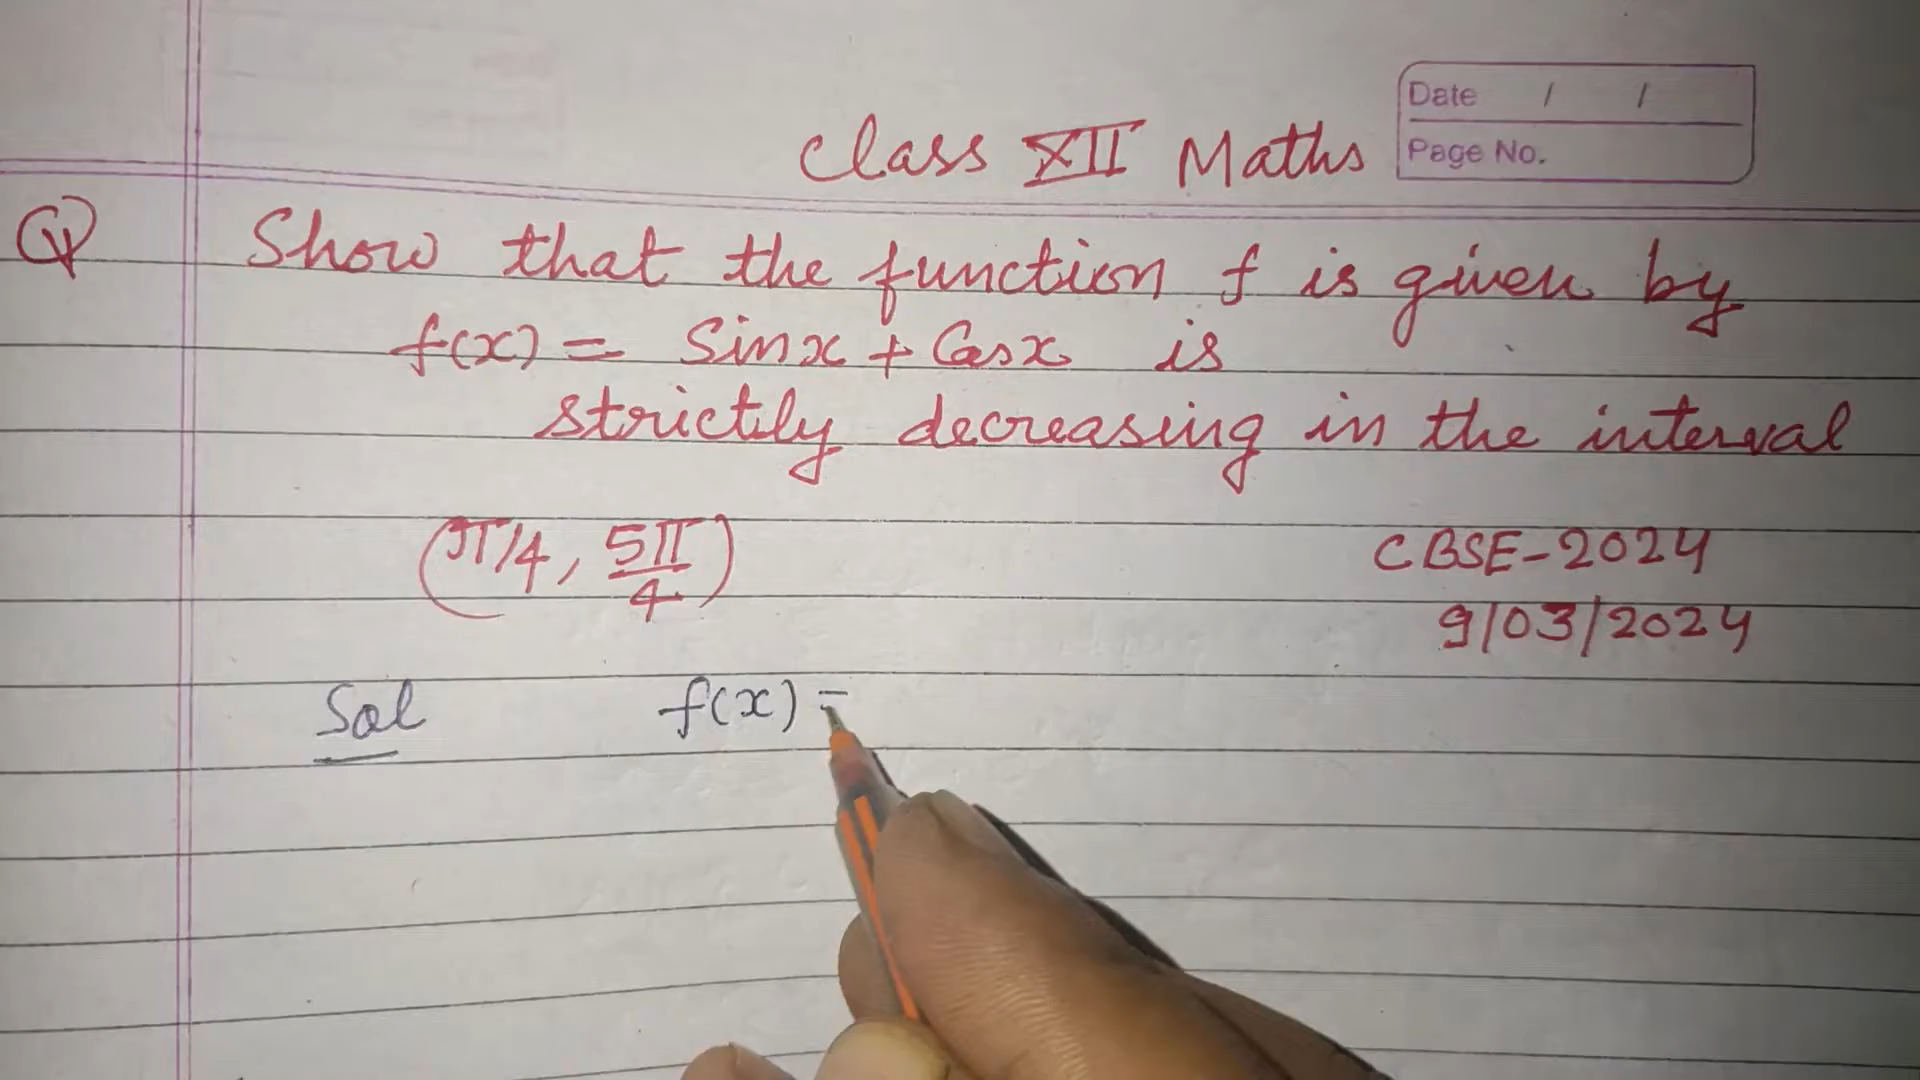 Date / /
Page No.
Class XII Maths
Q Show that the function f is given by
f(x) = Sinx + Cosx is
strictly decreasing in the interval
(π/4, 5π/4)
CBSE-2024
9/03/2024
Sol f(x) =